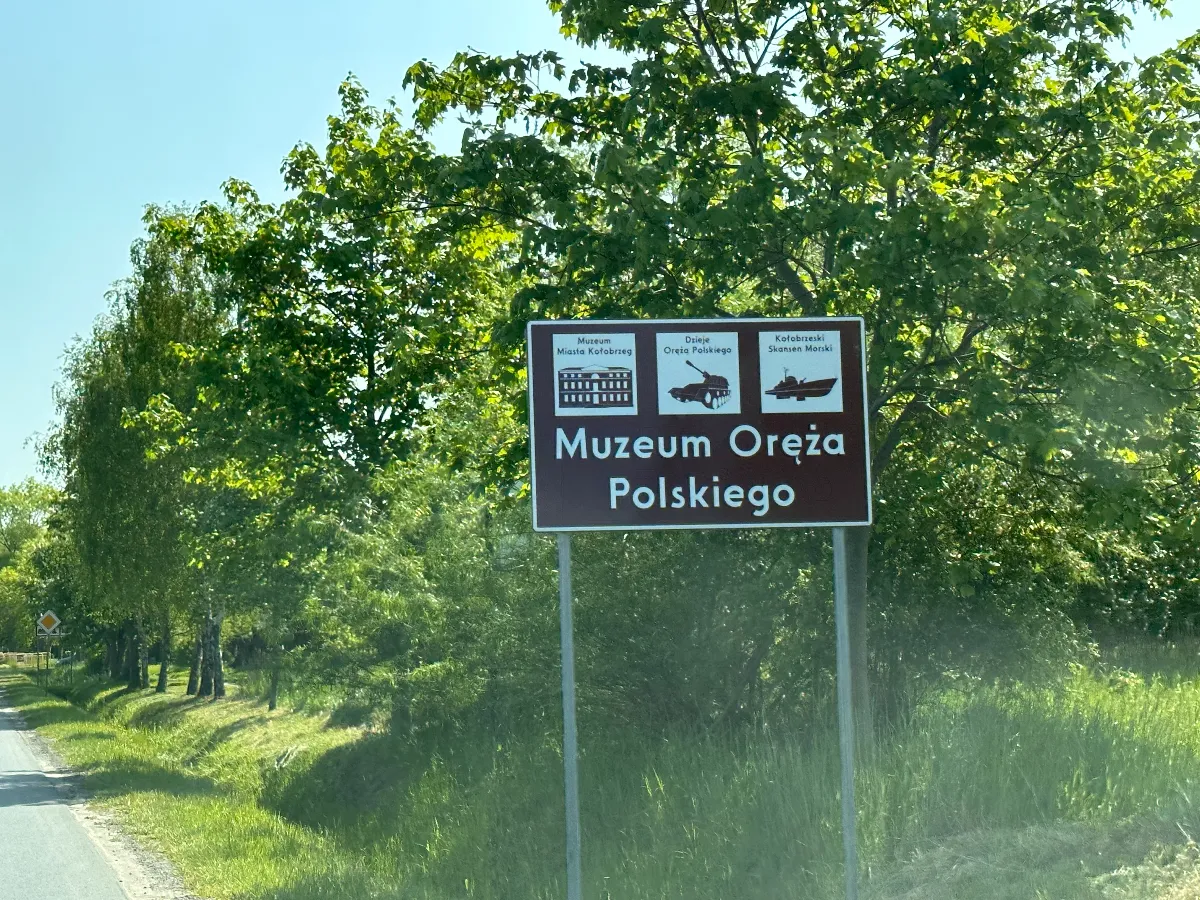 Muzeum
Miasta Kołobrzeg
Dzieje
Oręża Polskiego
Kołobrzeski
Skansen Morski
Muzeum Oręża
Polskiego